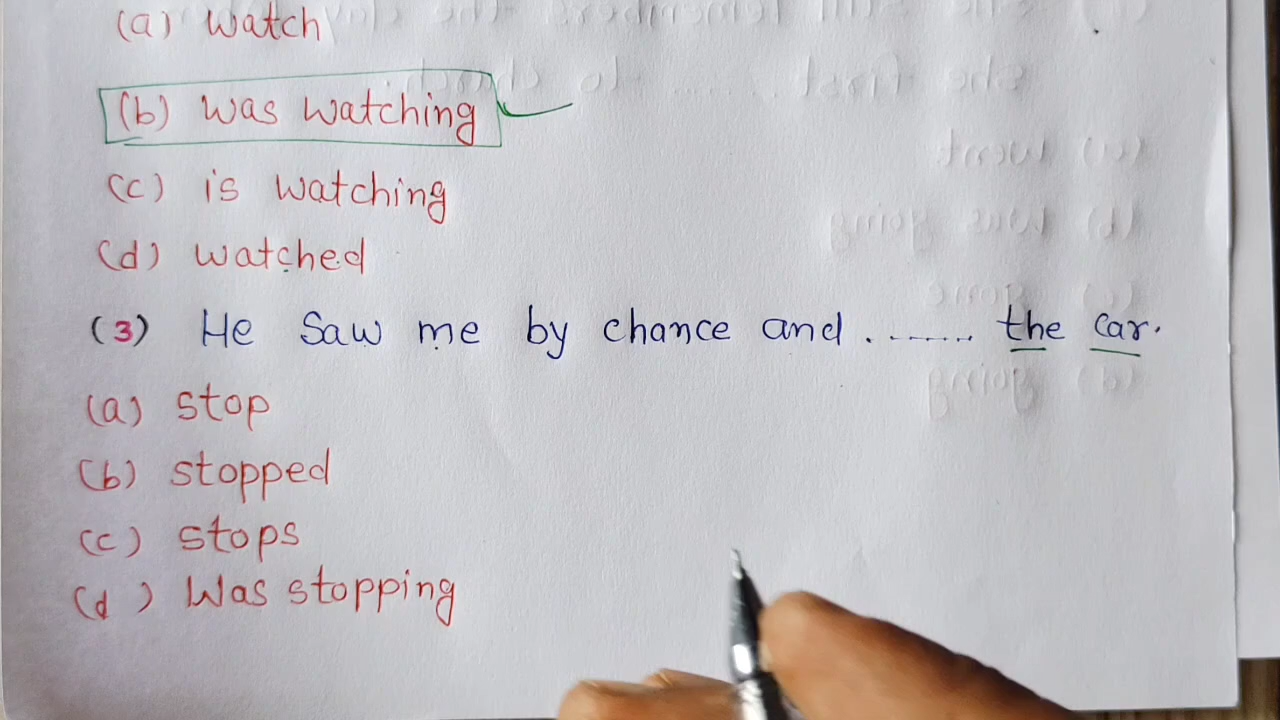 (a) watch
(b) was watching
(c) is watching
(d) watched
(3) He saw me by chance and ....... the car.
(a) stop
(b) stopped
(c) stops
(d) Was stopping